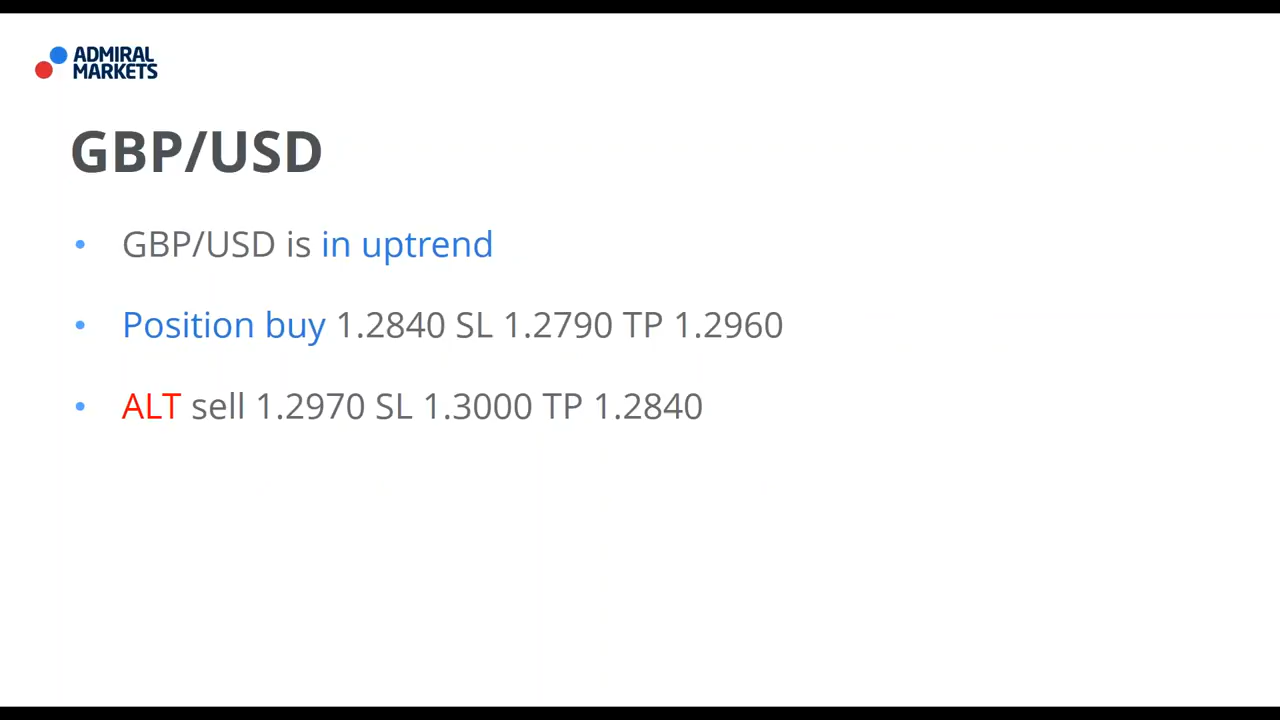 ADMIRAL
MARKETS
GBP/USD
• GBP/USD is in uptrend
• Position buy 1.2840 SL 1.2790 TP 1.2960
• ALT sell 1.2970 SL 1.3000 TP 1.2840